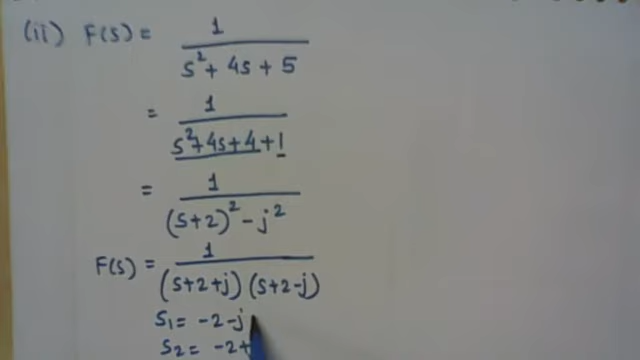 (ii) F(s) = 1 / (s² + 4s + 5)
= 1 / (s² + 4s + 4 + 1)
= 1 / ((s+2)² - j²)
F(s) = 1 / ((s+2+j) (s+2-j))
s₁ = -2-j
s₂ = -2+